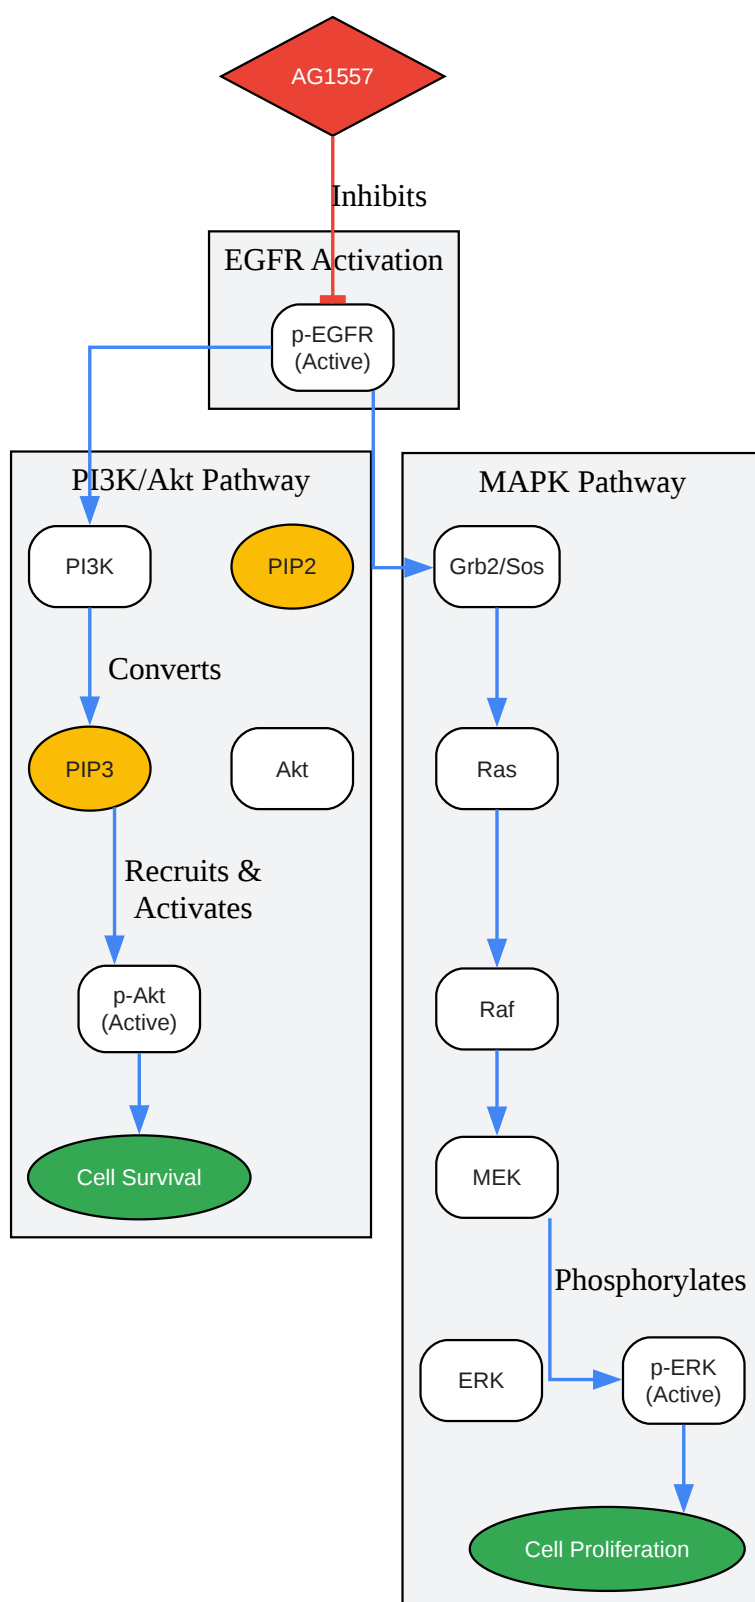 AG1557
Inhibits
EGFR Activation
p-EGFR
(Active)
PI3K/Akt Pathway
PI3K
PIP2
Converts
PIP3
Akt
Recruits &
Activates
p-Akt
(Active)
Cell Survival
MAPK Pathway
Grb2/Sos
Ras
Raf
MEK
Phosphorylates
ERK
p-ERK
(Active)
Cell Proliferation